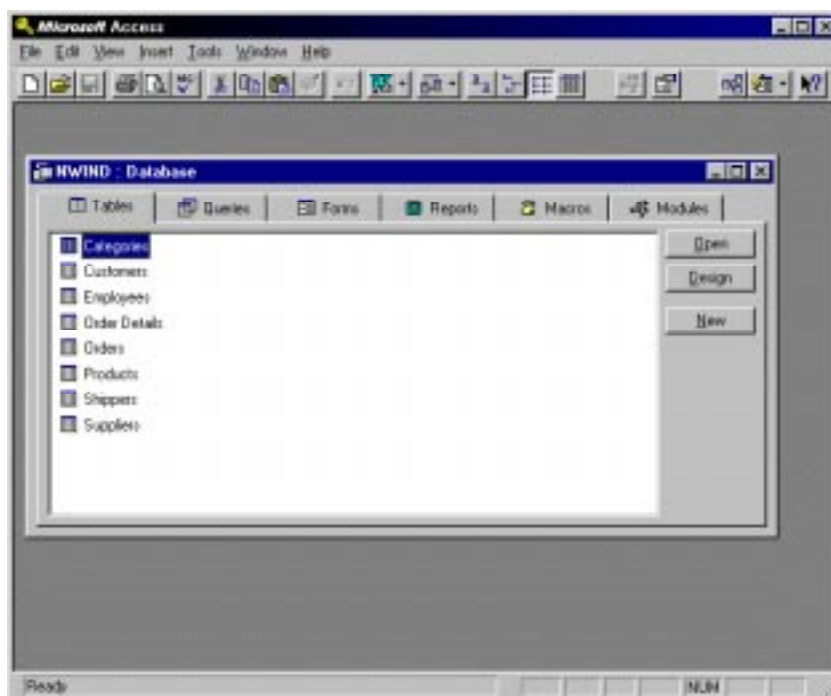 Microsoft Access
File Edit View Insert Tools Window Help
NWIND : Database
Tables Queries Forms Reports Macros Modules
Categories
Customers
Employees
Order Details
Orders
Products
Shippers
Suppliers
Open
Design
New
Ready NUM